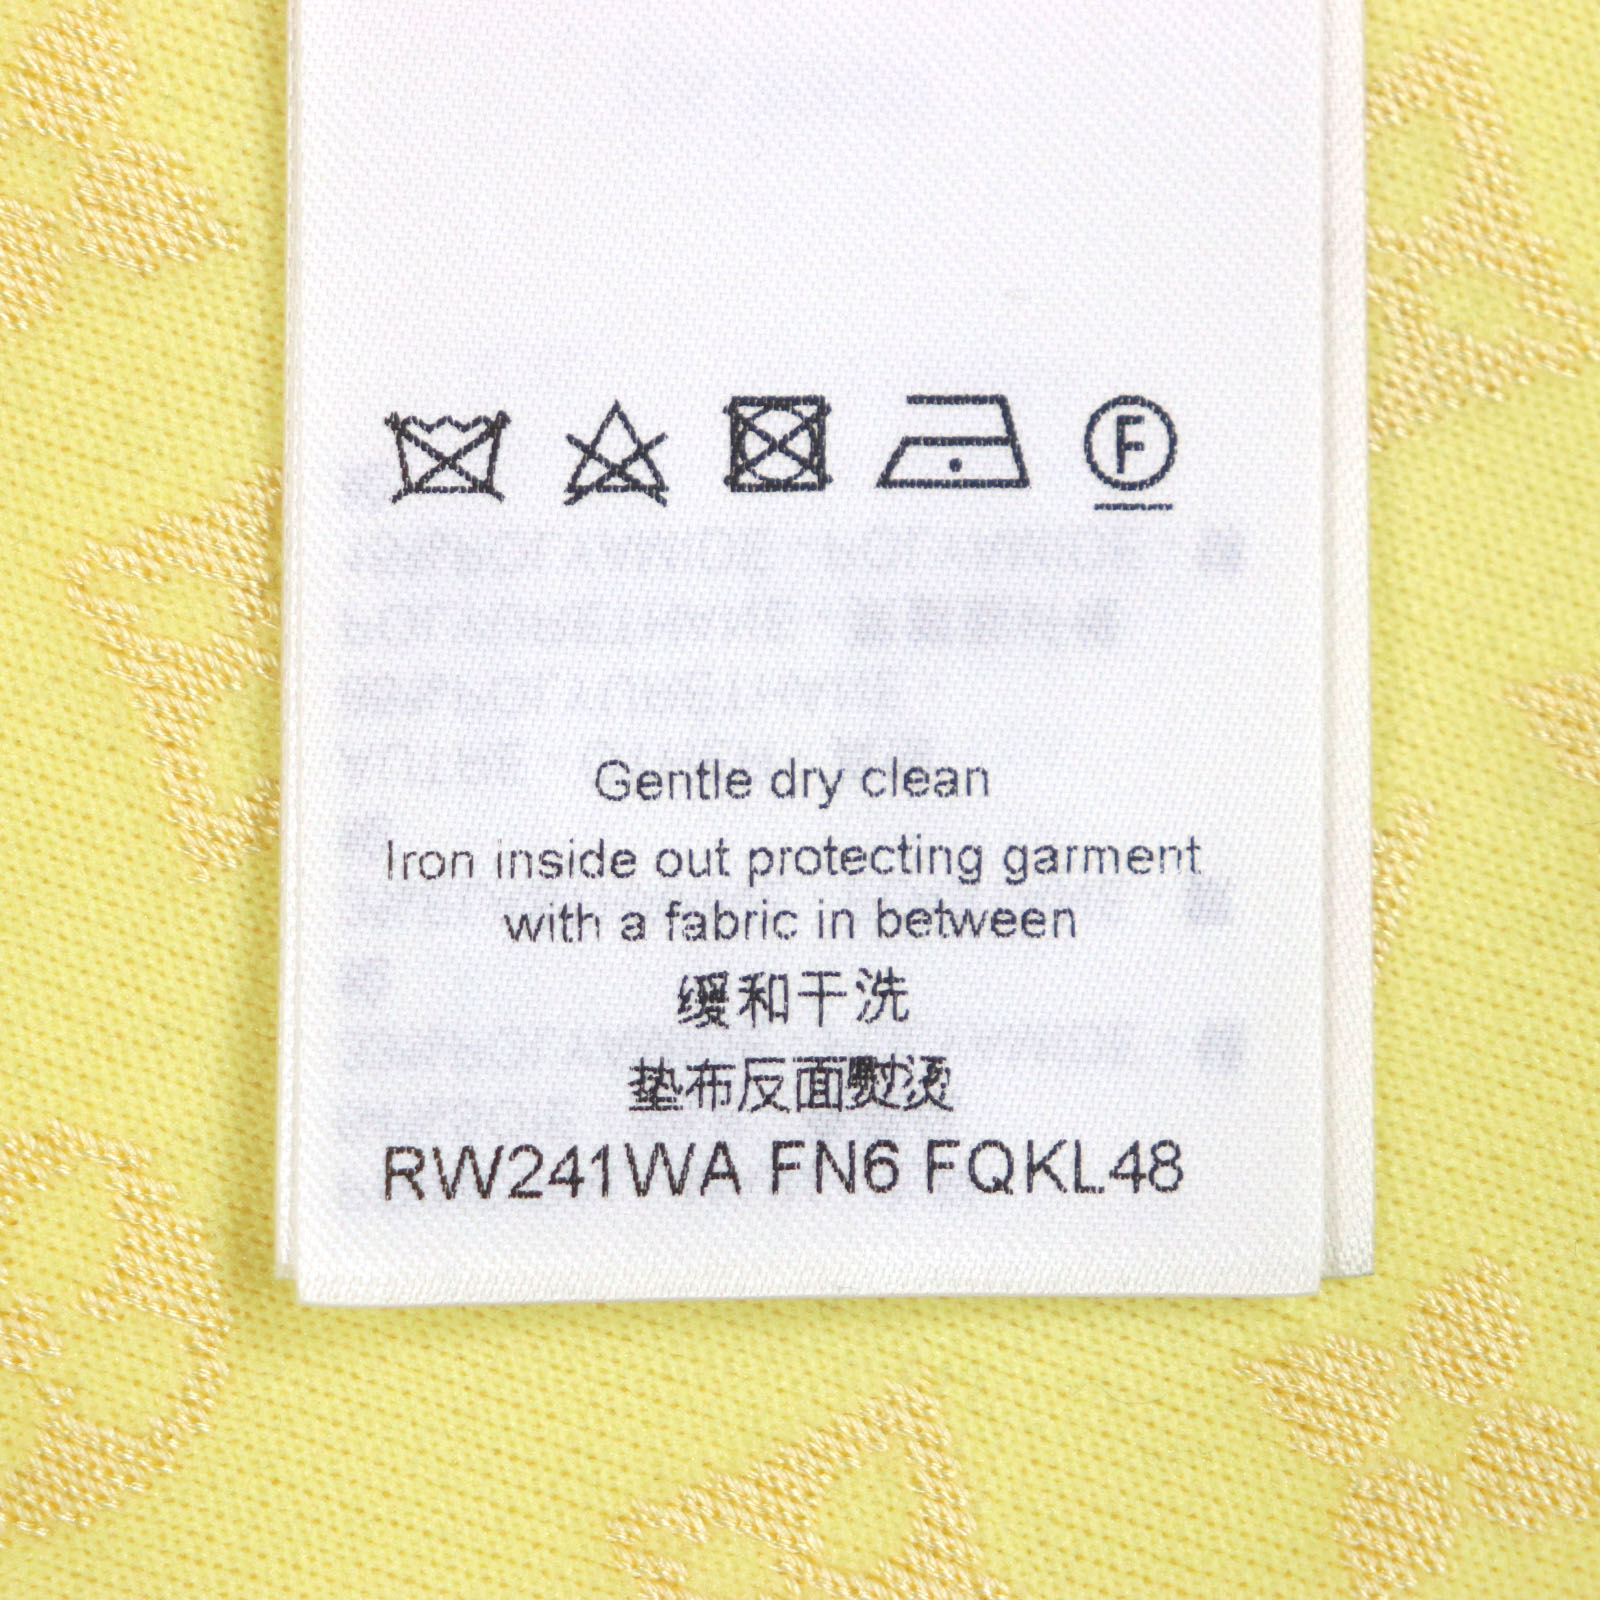 F
Gentle dry clean
Iron inside out protecting garment
with a fabric in between
缓和干洗
垫布反面熨烫
RW241WA FN6 FQKL48